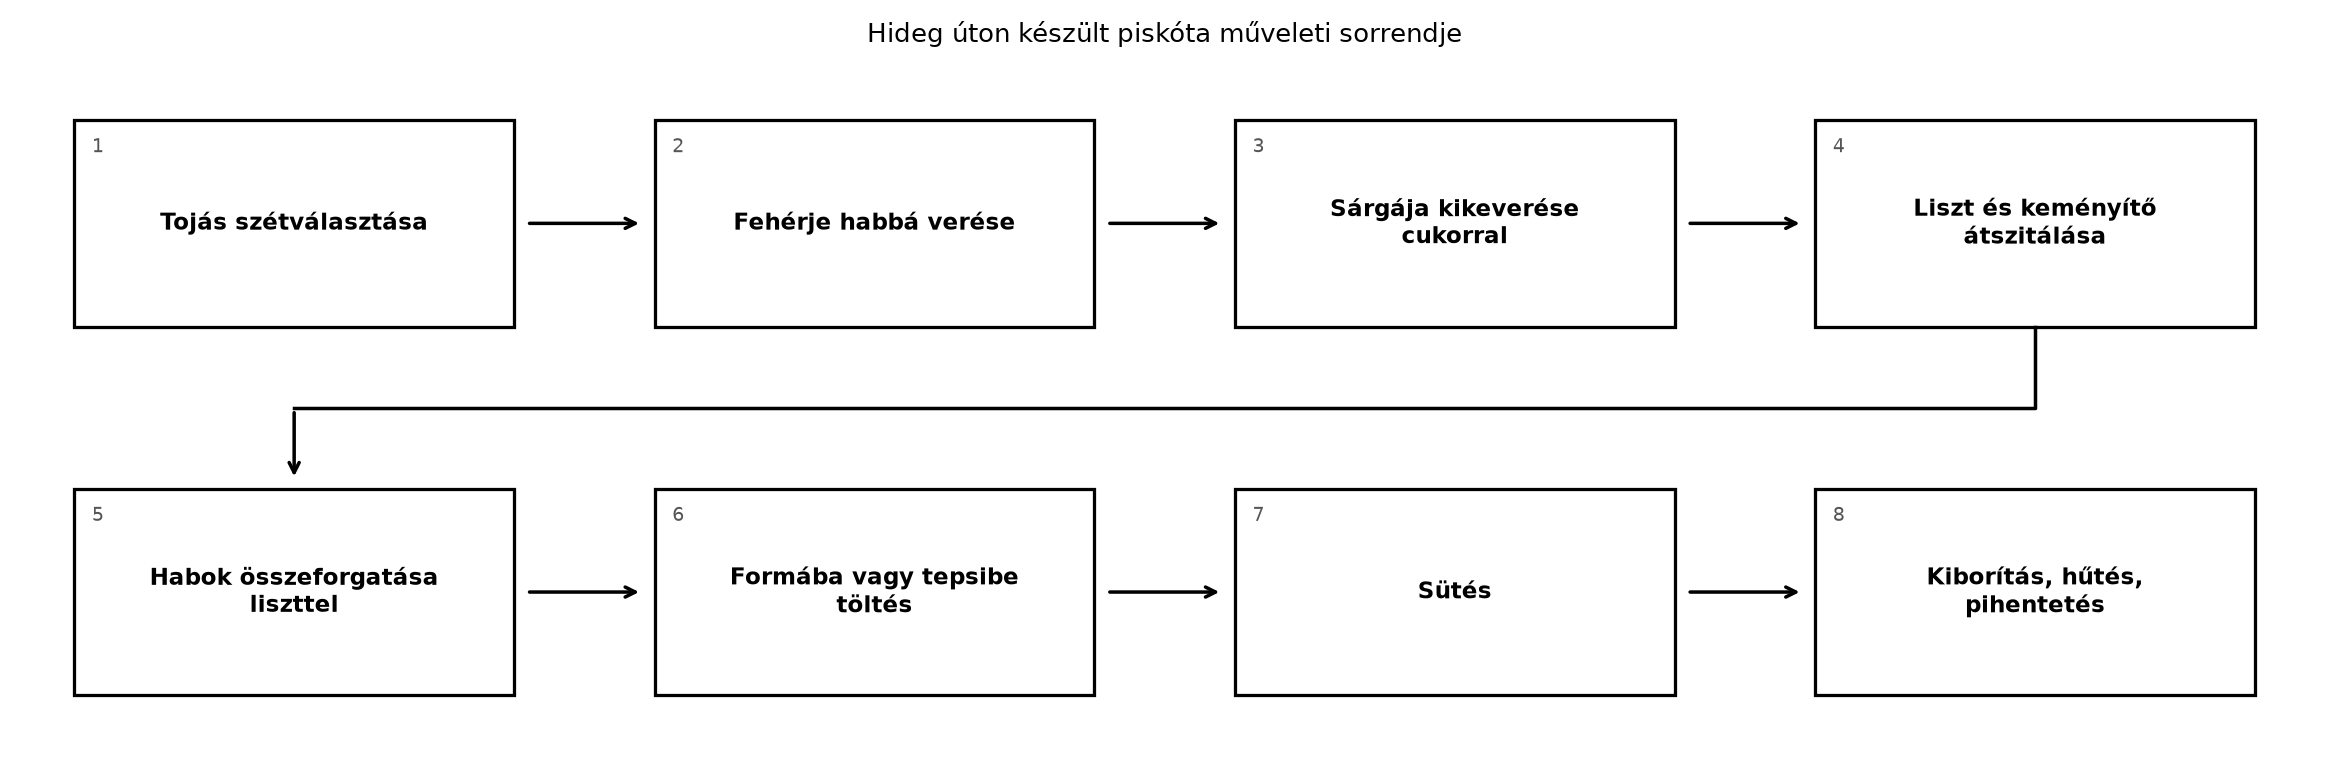 Hideg úton készült piskóta műveleti sorrendje
1
Tojás szétválasztása
2
Fehérje habbá verése
3
Sárgája kikeverése
cukorral
4
Liszt és keményítő
átszitálása
5
Habok összeforgatása
liszttel
6
Formába vagy tepsibe
töltés
7
Sütés
8
Kiborítás, hűtés,
pihentetés